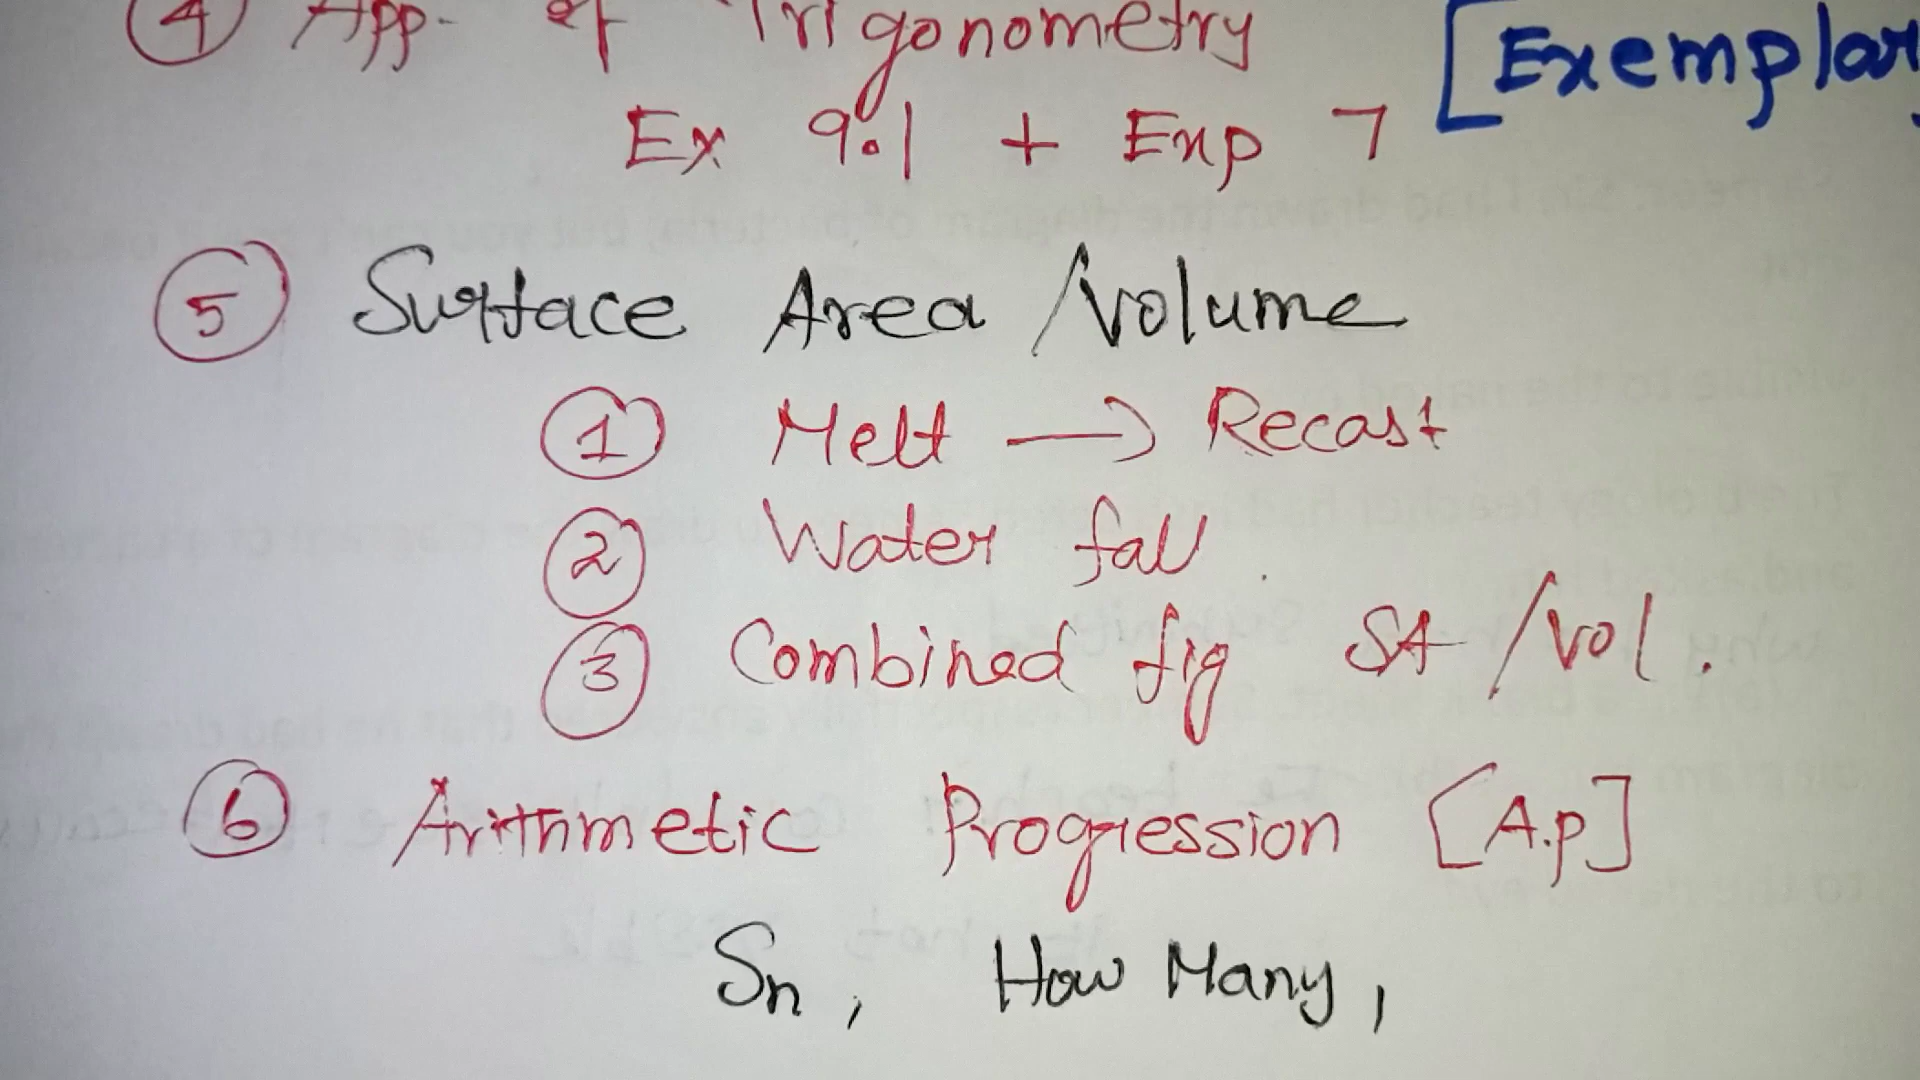 4 App. of Trigonometry [Exemplar
Ex 9.1 + Exp 7
5 Surface Area /Volume
1 Melt → Recast
2 Water fall
3 Combined fig SA /Vol.
6 Arithmetic Progression [A.p]
Sn, How Many,